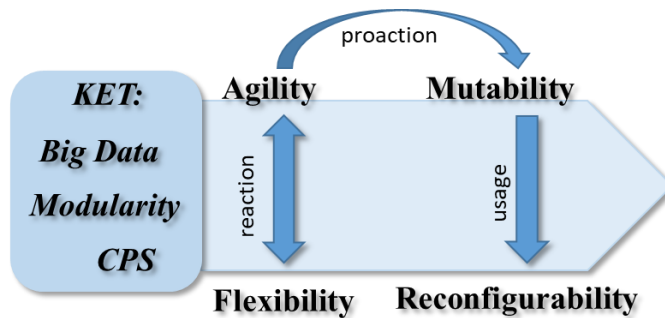 proaction
KET:
Agility
Mutability
Big Data
Modularity
reaction
usage
CPS
Flexibility
Reconfigurability